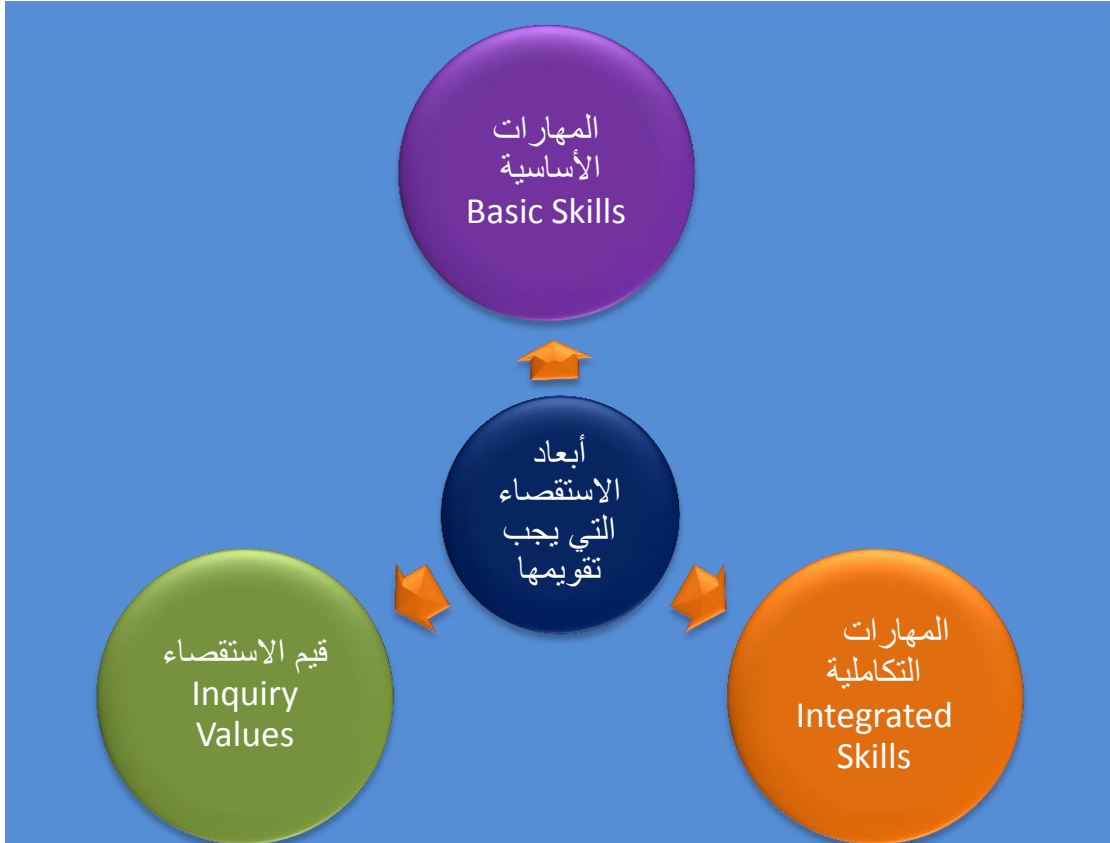 المهارات
الأساسية
Basic Skills
أبعاد
الاستقصاء
التي يجب
تقويمها
المهارات
التكاملية
Integrated
Skills
قيم الاستقصاء
Inquiry
Values